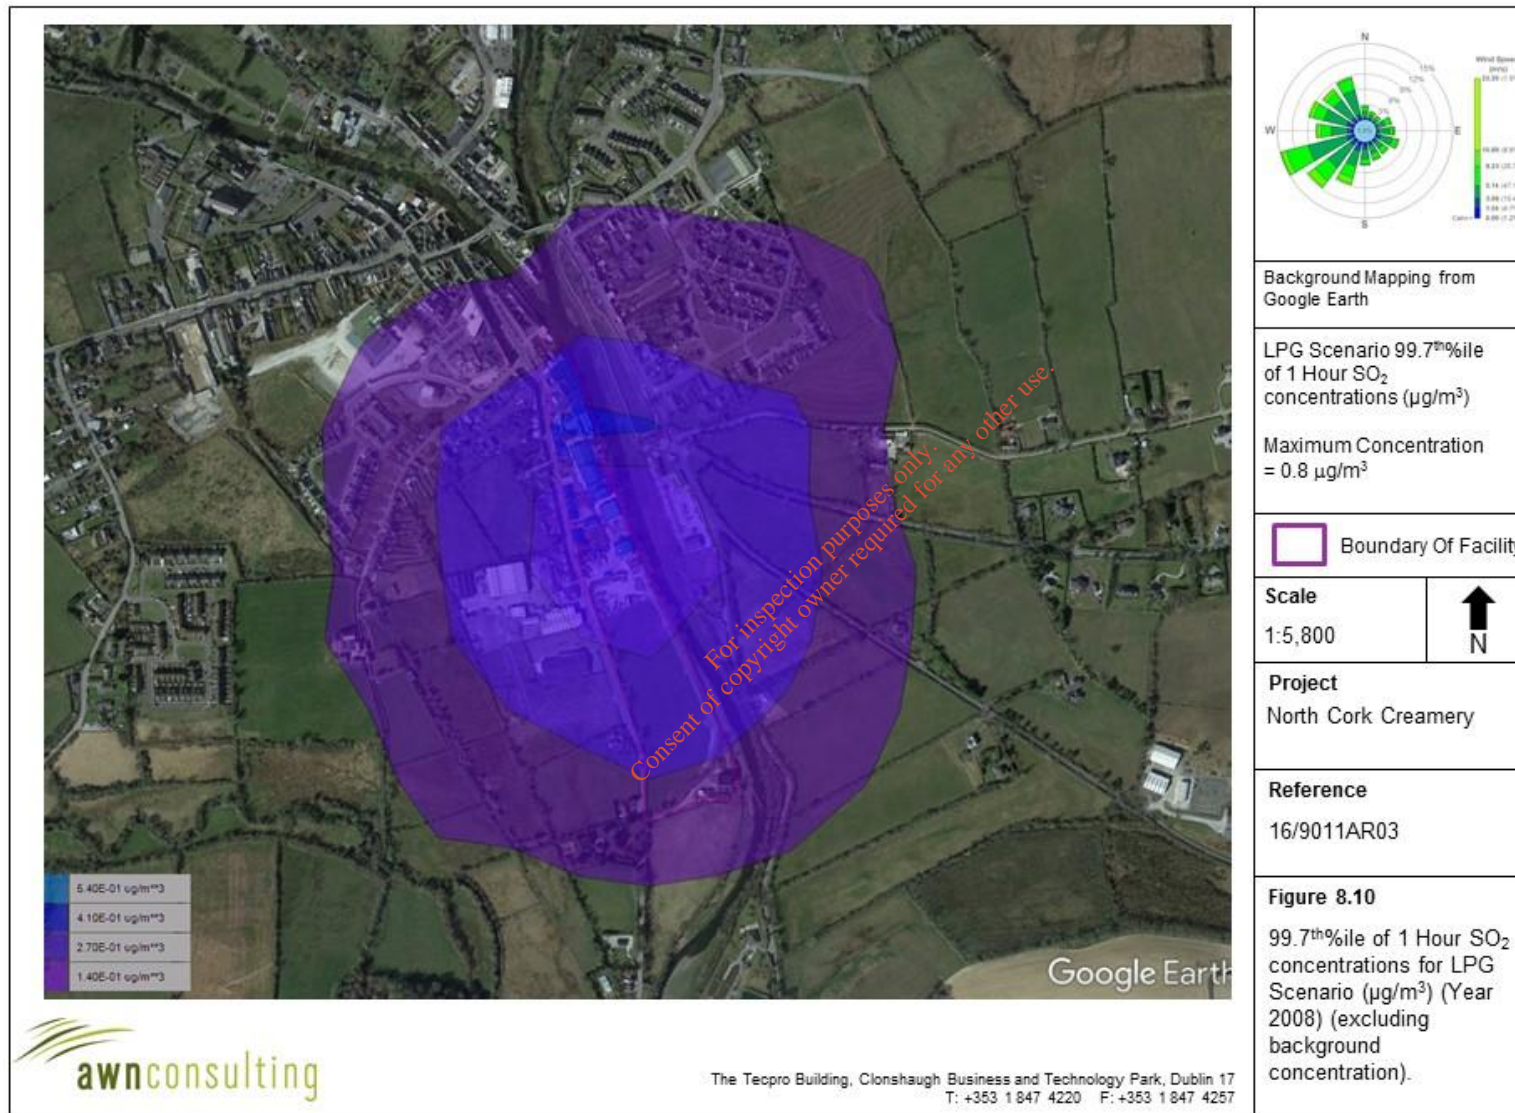 N
15%
12%
9%
W
E
S
Background Mapping from
Google Earth
LPG Scenario 99.7th%ile
of 1 Hour SO2
concentrations (µg/m3)
Maximum Concentration
= 0.8 µg/m3
Boundary Of Facility
Scale
1:5,800
N
Project
North Cork Creamery
Reference
16/9011AR03
Figure 8.10
99.7th%ile of 1 Hour SO2
concentrations for LPG
Scenario (µg/m3) (Year
2008) (excluding
background
concentration).
For inspection purposes only.
Consent of copyright owner required for any other use.
5.40E-01 ug/m**3
4.10E-01 ug/m**3
2.70E-01 ug/m**3
1.40E-01 ug/m**3
Google Earth
awnconsulting
The Tecpro Building, Clonshaugh Business and Technology Park, Dublin 17
T: +353 1 847 4220 F: +353 1 847 4257